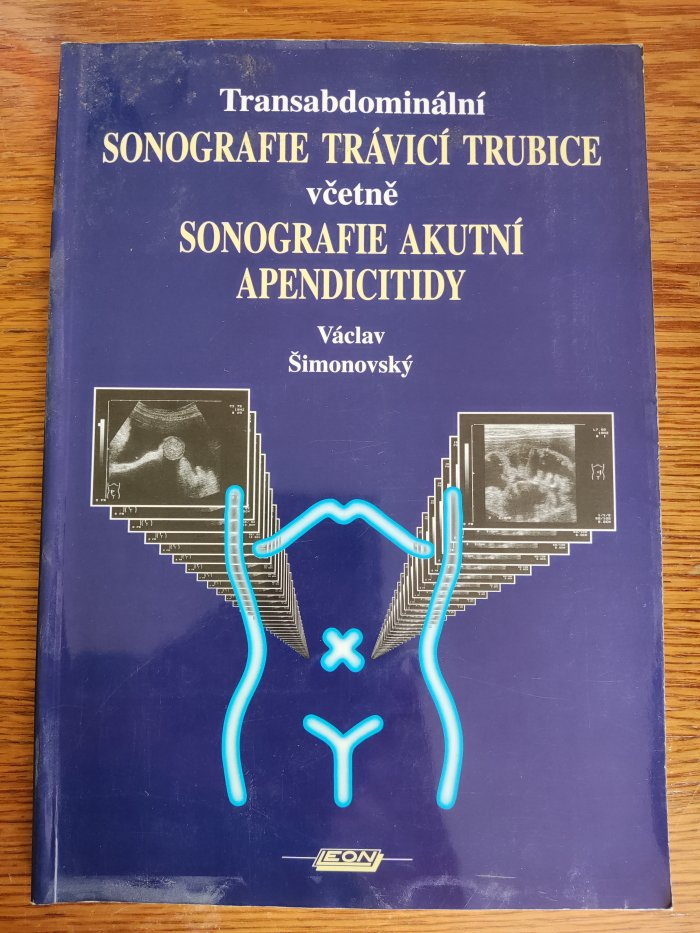 Transabdominální
SONOGRAFIE TRÁVICÍ TRUBICE
včetně
SONOGRAFIE AKUTNÍ
APENDICITIDY
Václav
Šimonovský
LEON